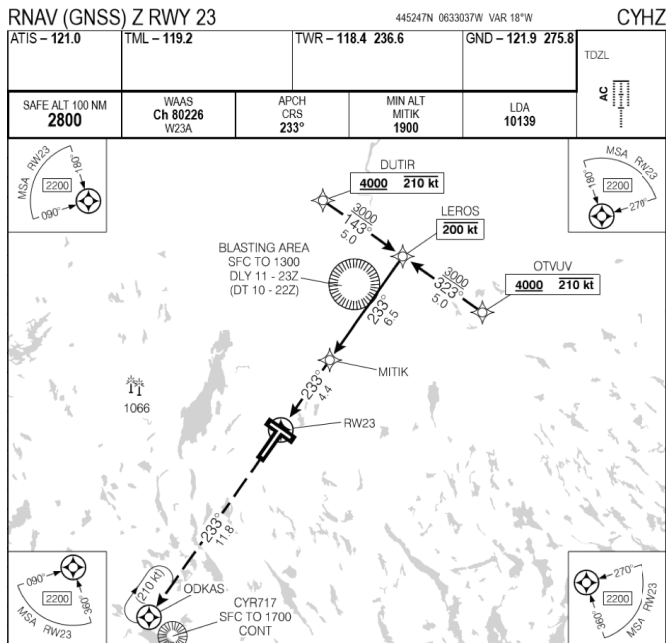 RNAV (GNSS) Z RWY 23
445247N 0633037W VAR 18°W
CYHZ
ATIS – 121.0
TML – 119.2
TWR – 118.4 236.6
GND – 121.9 275.8
TDZL
AC
SAFE ALT 100 NM
2800
WAAS
Ch 80226
W23A
APCH
CRS
233°
MIN ALT
MITIK
1900
LDA
10139
MSA RW23
180°
2200
090°
DUTIR
4000 210 kt
3000
143°
5.0
LEROS
200 kt
MSA RW23
180°
2200
270°
BLASTING AREA
SFC TO 1300
DLY 11 - 23Z
(DT 10 - 22Z)
3000
323°
5.0
OTVUV
4000 210 kt
233°
6.5
MITIK
1066
233°
4.4
RW23
233°
11.8
090°
360°
2200
MSA RW23
(210 kt)
ODKAS
CYR717
SFC TO 1700
CONT
270°
2200
360°
MSA RW23